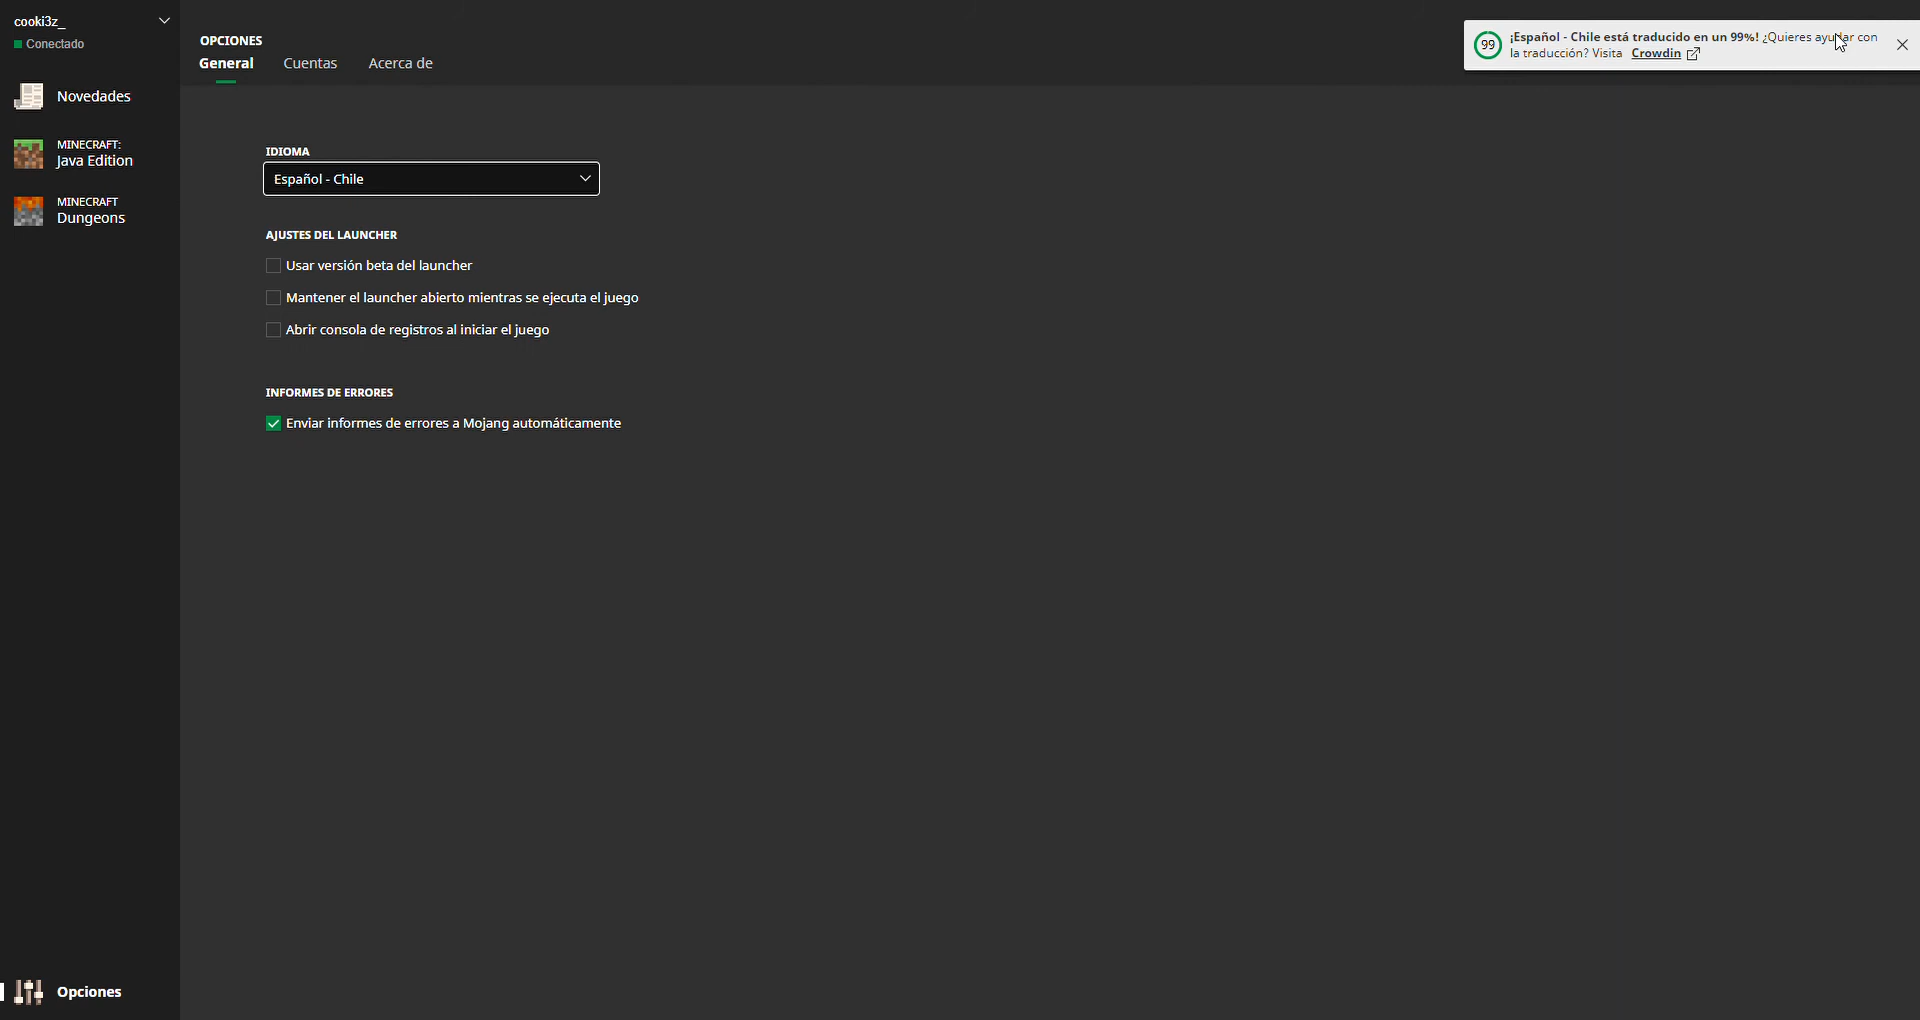 cooki3z_
Conectado
Novedades
MINECRAFT:
Java Edition
MINECRAFT
Dungeons
Opciones
OPCIONES
General
Cuentas
Acerca de
99
¡Español - Chile está traducido en un 99%! ¿Quieres ayudar con
la traducción? Visita Crowdin
IDIOMA
Español - Chile
AJUSTES DEL LAUNCHER
Usar versión beta del launcher
Mantener el launcher abierto mientras se ejecuta el juego
Abrir consola de registros al iniciar el juego
INFORMES DE ERRORES
Enviar informes de errores a Mojang automáticamente